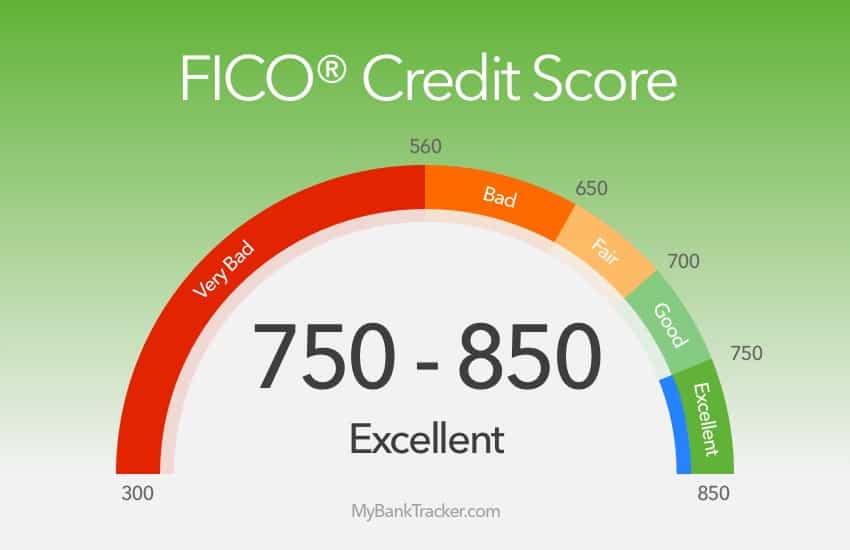 FICO® Credit Score
560
Bad
650
Fair
700
Very Bad
Good
750
750 - 850
Excellent
Excellent
300
850
MyBankTracker.com